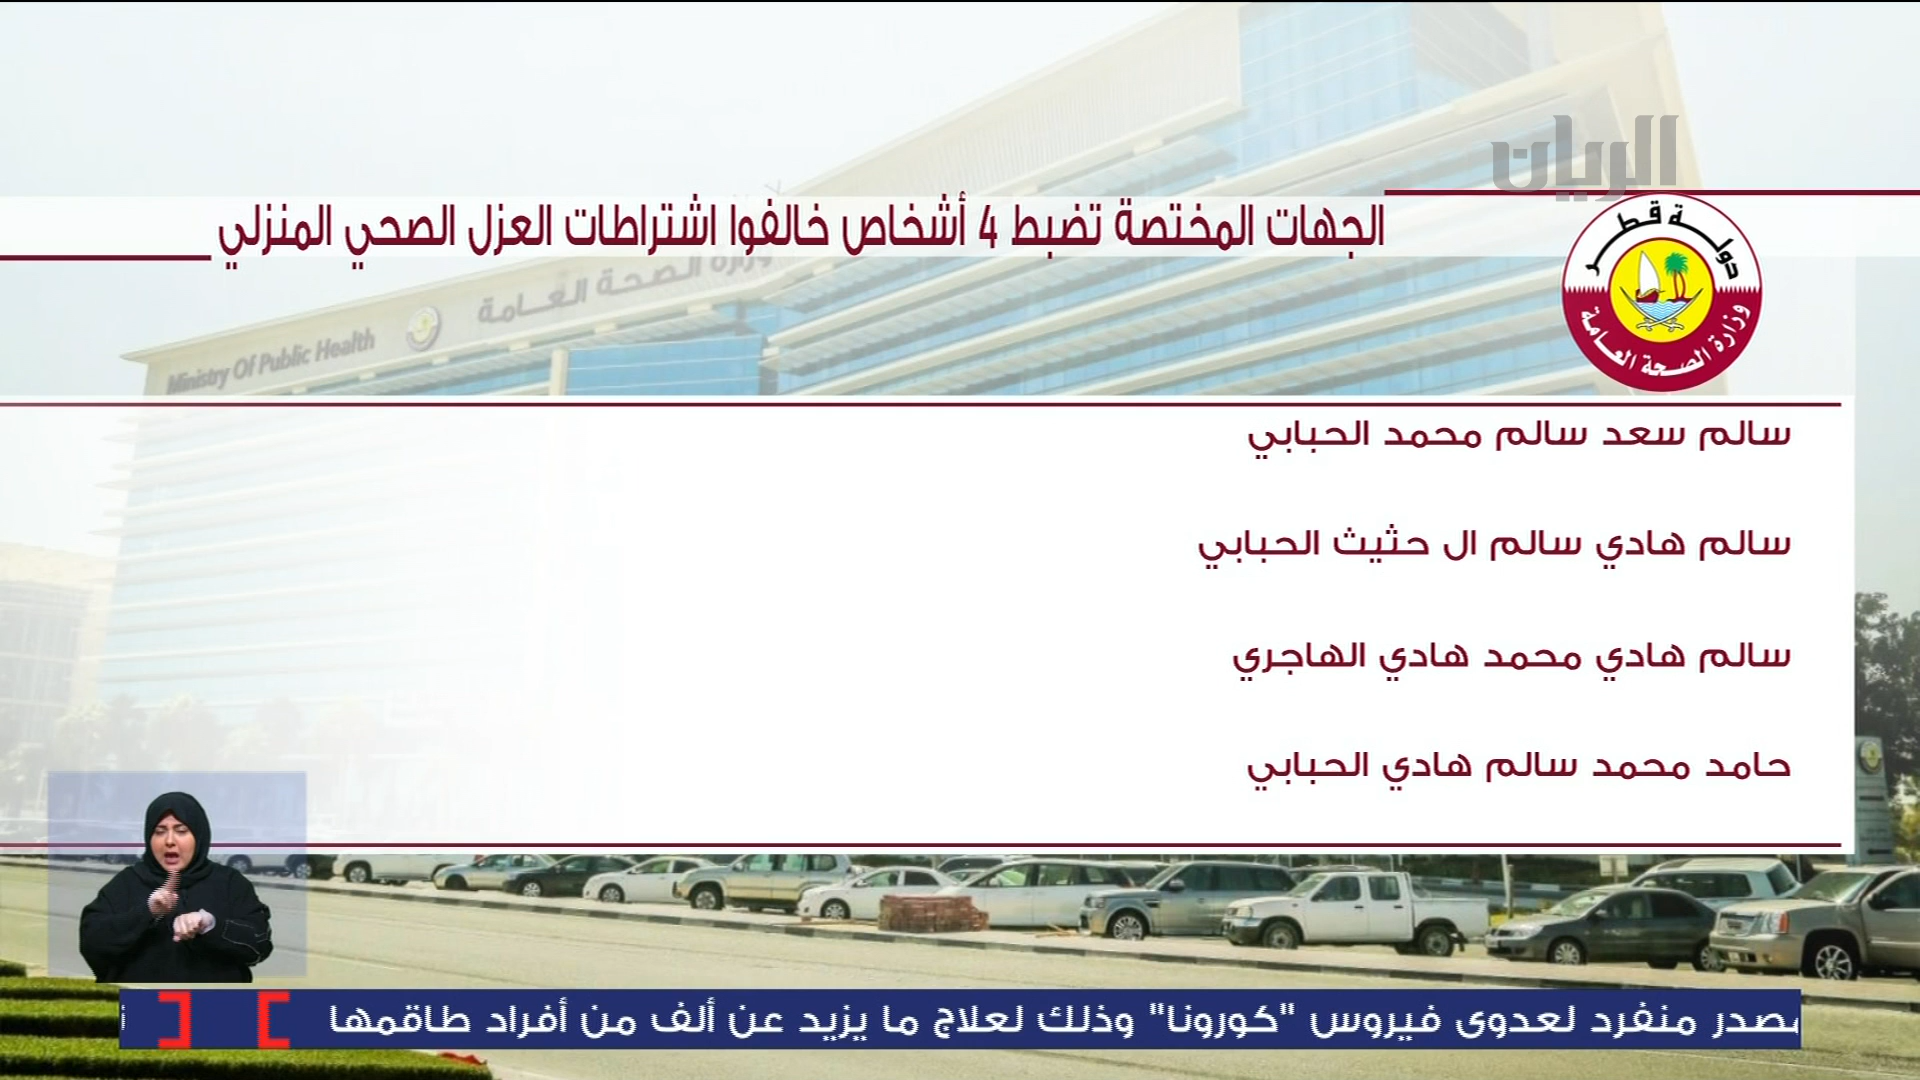 الريان
الجهات المختصة تضبط 4 أشخاص خالفوا اشتراطات العزل الصحي المنزلي
دولة قطر
وزارة الصحة العامة
وزارة الصحة العامة
Ministry Of Public Health
سالم سعد سالم محمد الحبابي
سالم هادي سالم ال حثيث الحبابي
سالم هادي محمد هادي الهاجري
حامد محمد سالم هادي الحبابي
مصدر منفرد لعدوى فيروس "كورونا" وذلك لعلاج ما يزيد عن ألف من أفراد طاقمها